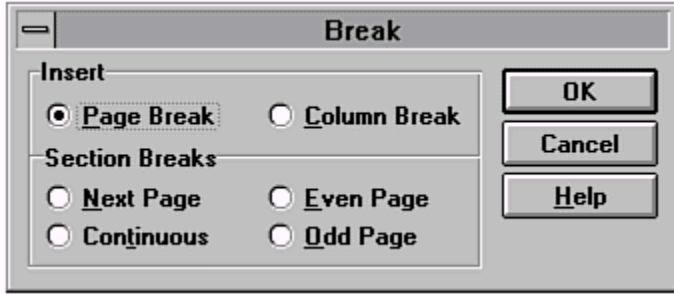 Break
Insert
Page Break Column Break
Section Breaks
Next Page Even Page
Continuous Odd Page
OK
Cancel
Help